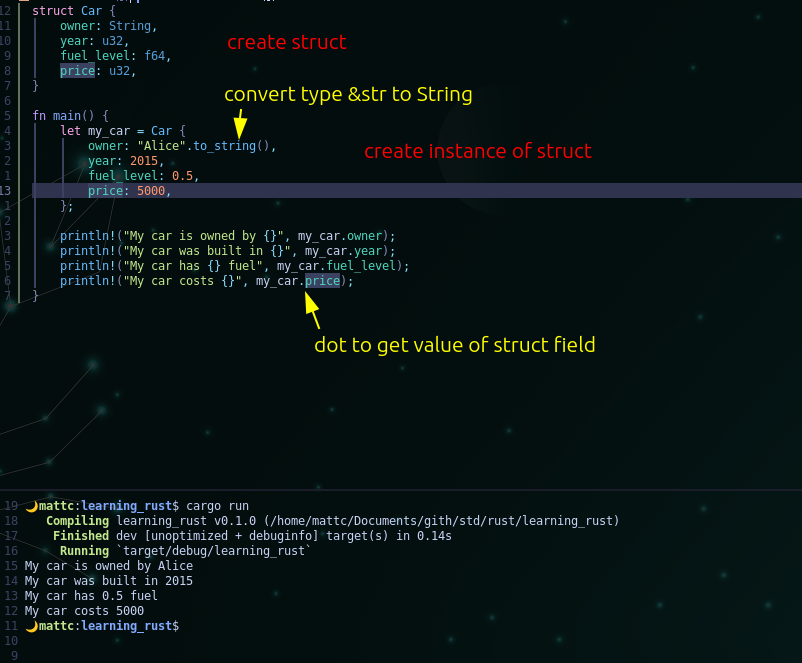 12 struct Car {
11     owner: String,
10     year: u32,
9     fuel_level: f64,
8     price: u32,
7 }
6
5 fn main() {
4     let my_car = Car {
3         owner: "Alice".to_string(),
2         year: 2015,
1         fuel_level: 0.5,
13         price: 5000,
1     };
2
3     println!("My car is owned by {}", my_car.owner);
4     println!("My car was built in {}", my_car.year);
5     println!("My car has {} fuel", my_car.fuel_level);
6     println!("My car costs {}", my_car.price);
7 }
create struct
convert type &str to String
create instance of struct
dot to get value of struct field
19 🌙mattc:learning_rust$ cargo run
18    Compiling learning_rust v0.1.0 (/home/mattc/Documents/gith/std/rust/learning_rust)
17     Finished dev [unoptimized + debuginfo] target(s) in 0.14s
16      Running `target/debug/learning_rust`
15 My car is owned by Alice
14 My car was built in 2015
13 My car has 0.5 fuel
12 My car costs 5000
11 🌙mattc:learning_rust$
10
9